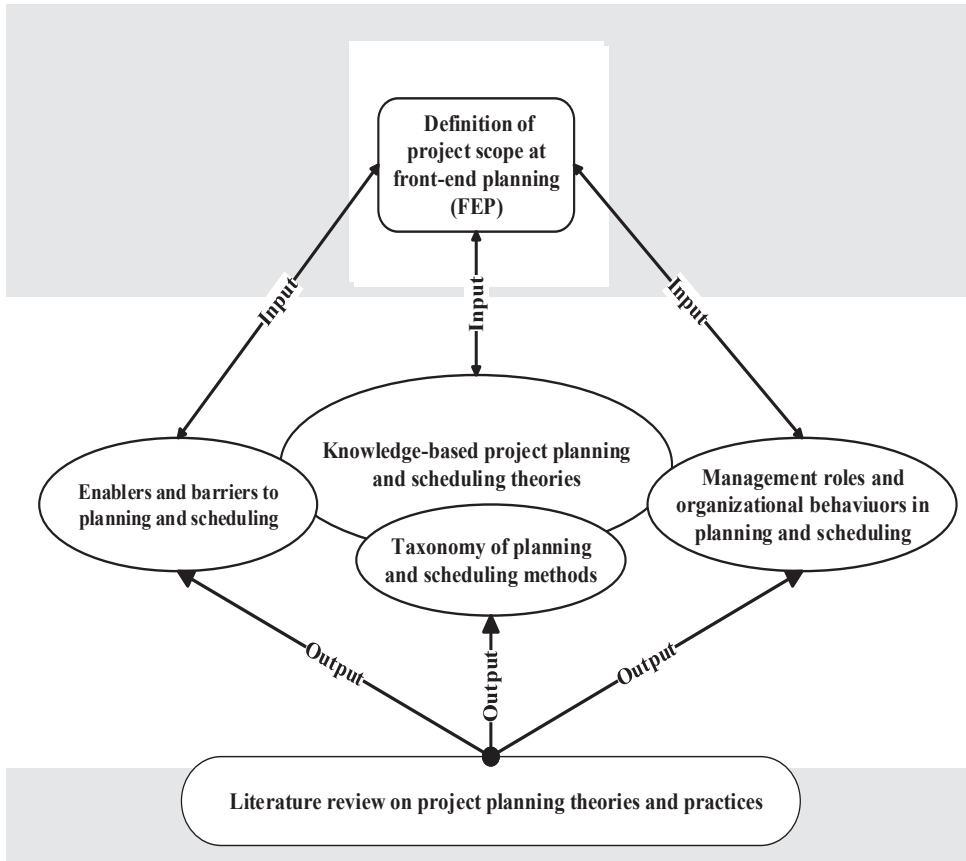 Definition of
project scope at
front-end planning
(FEP)
Input
Input
Input
Knowledge-based project planning
and scheduling theories
Enablers and barriers to
planning and scheduling
Management roles and
organizational behaviuors in
planning and scheduling
Taxonomy of planning
and scheduling methods
Output
Output
Output
Literature review on project planning theories and practices